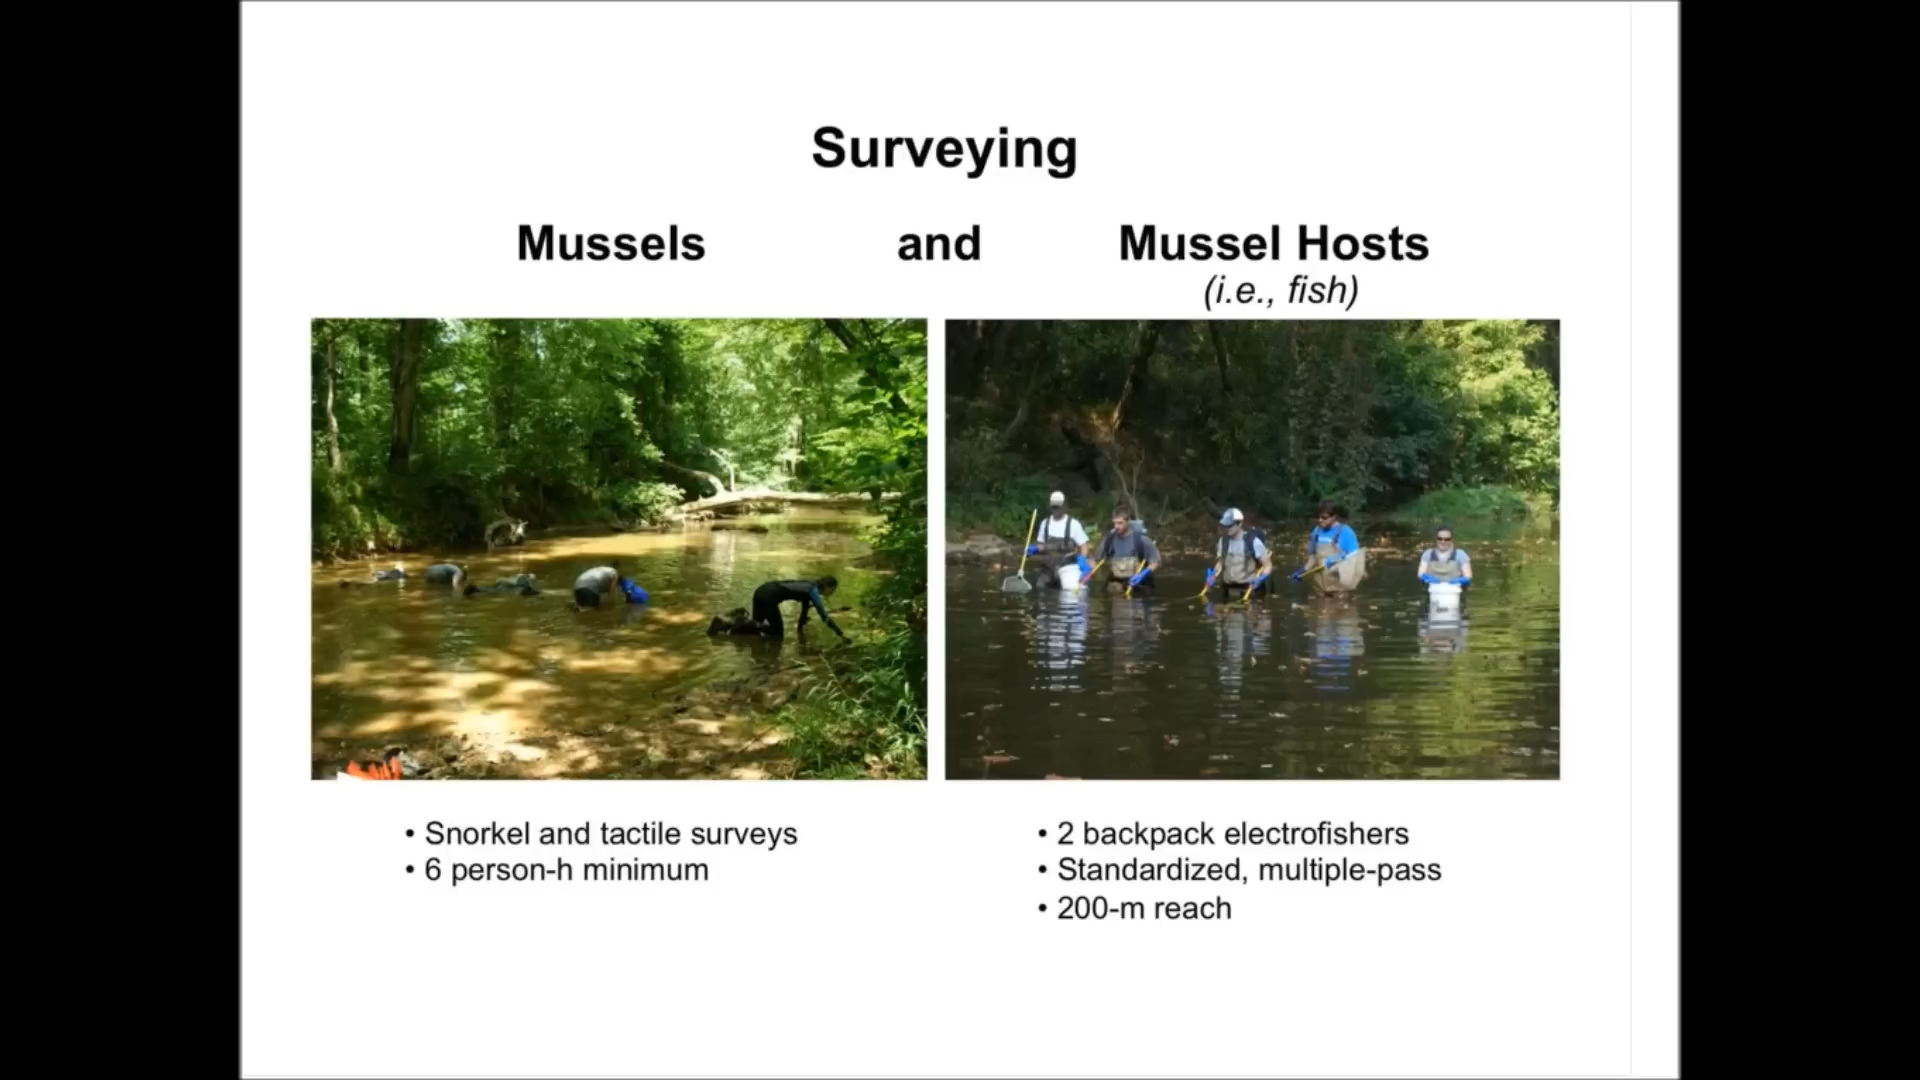 Surveying
Mussels and Mussel Hosts
(i.e., fish)
• Snorkel and tactile surveys
• 6 person-h minimum
• 2 backpack electrofishers
• Standardized, multiple-pass
• 200-m reach